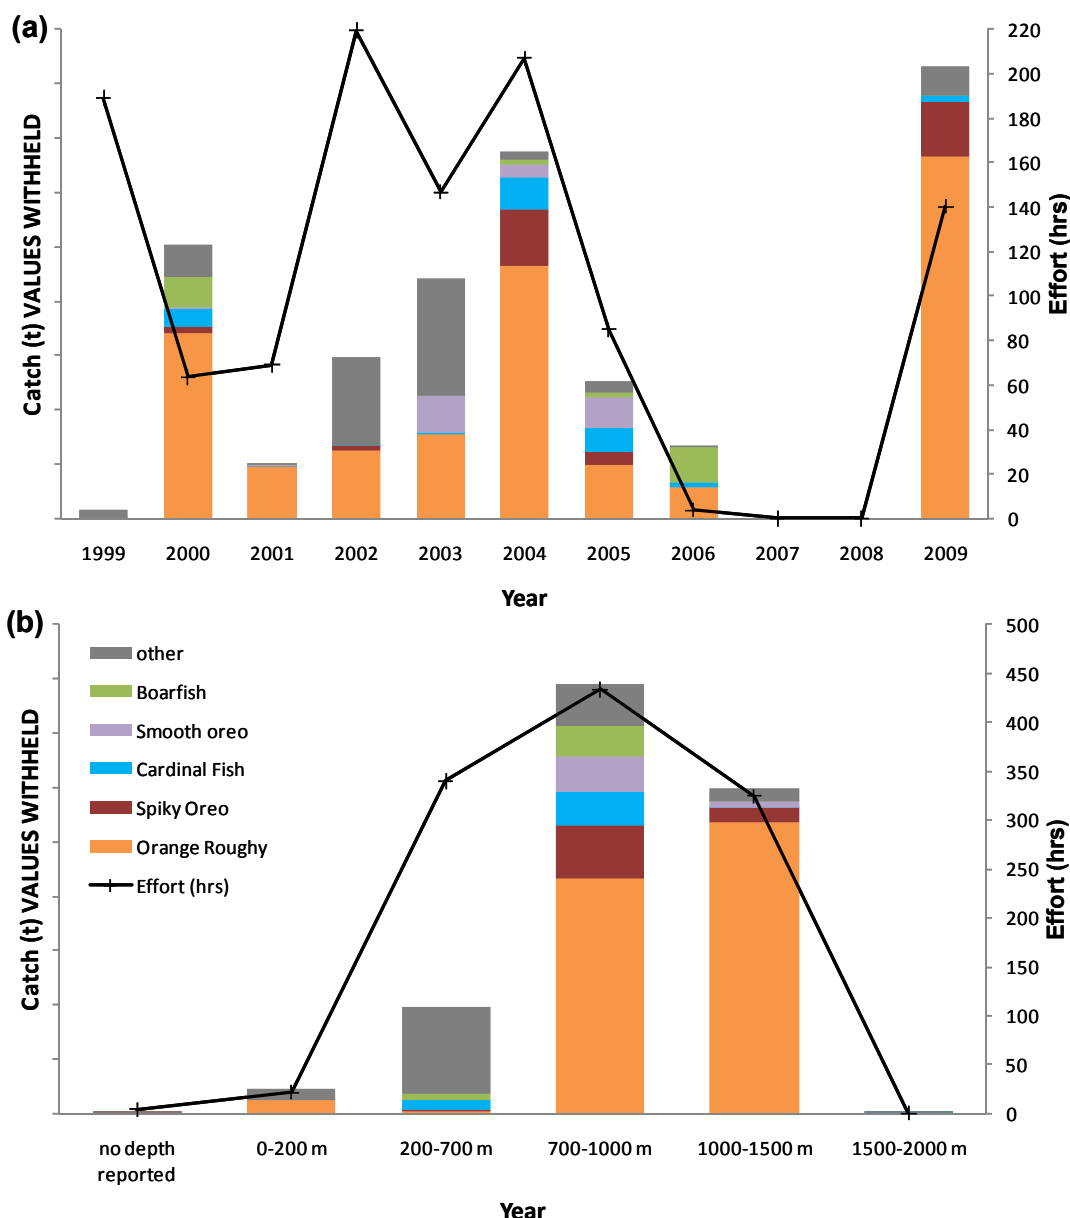 (a)
Catch (t) VALUES WITHHELD
220
200
180
160
140
120
100
80
60
40
20
0
Effort (hrs)
1999 2000 2001 2002 2003 2004 2005 2006 2007 2008 2009
Year
(b)
Catch (t) VALUES WITHHELD
other
Boarfish
Smooth oreo
Cardinal Fish
Spiky Oreo
Orange Roughy
Effort (hrs)
500
450
400
350
300
250
200
150
100
50
0
Effort (hrs)
no depth reported 0-200 m 200-700 m 700-1000 m 1000-1500 m 1500-2000 m
Year